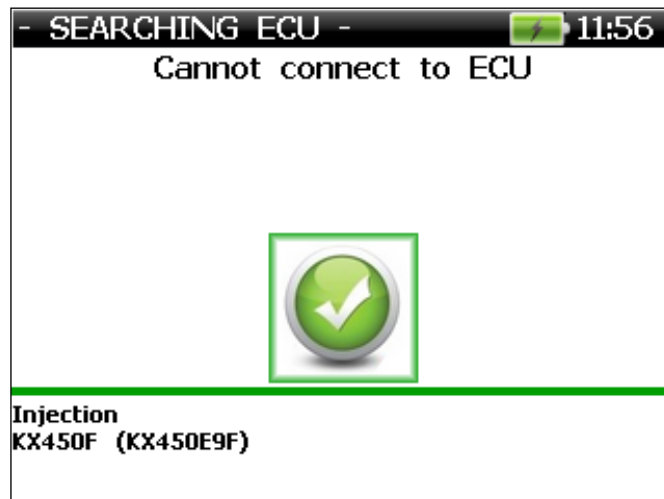 - SEARCHING ECU - 11:56
Cannot connect to ECU
Injection
KX450F (KX450E9F)